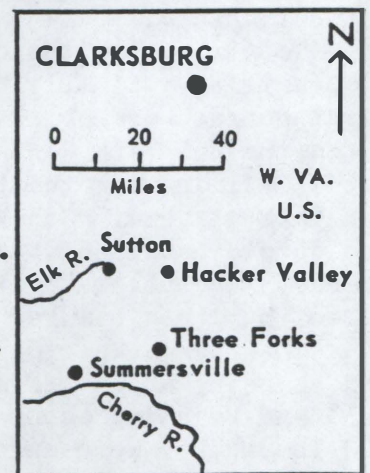 N
CLARKSBURG
0 20 40
Miles
W. VA.
U.S.
Sutton
Elk R.
Hacker Valley
Three Forks
Summersville
Cherry R.